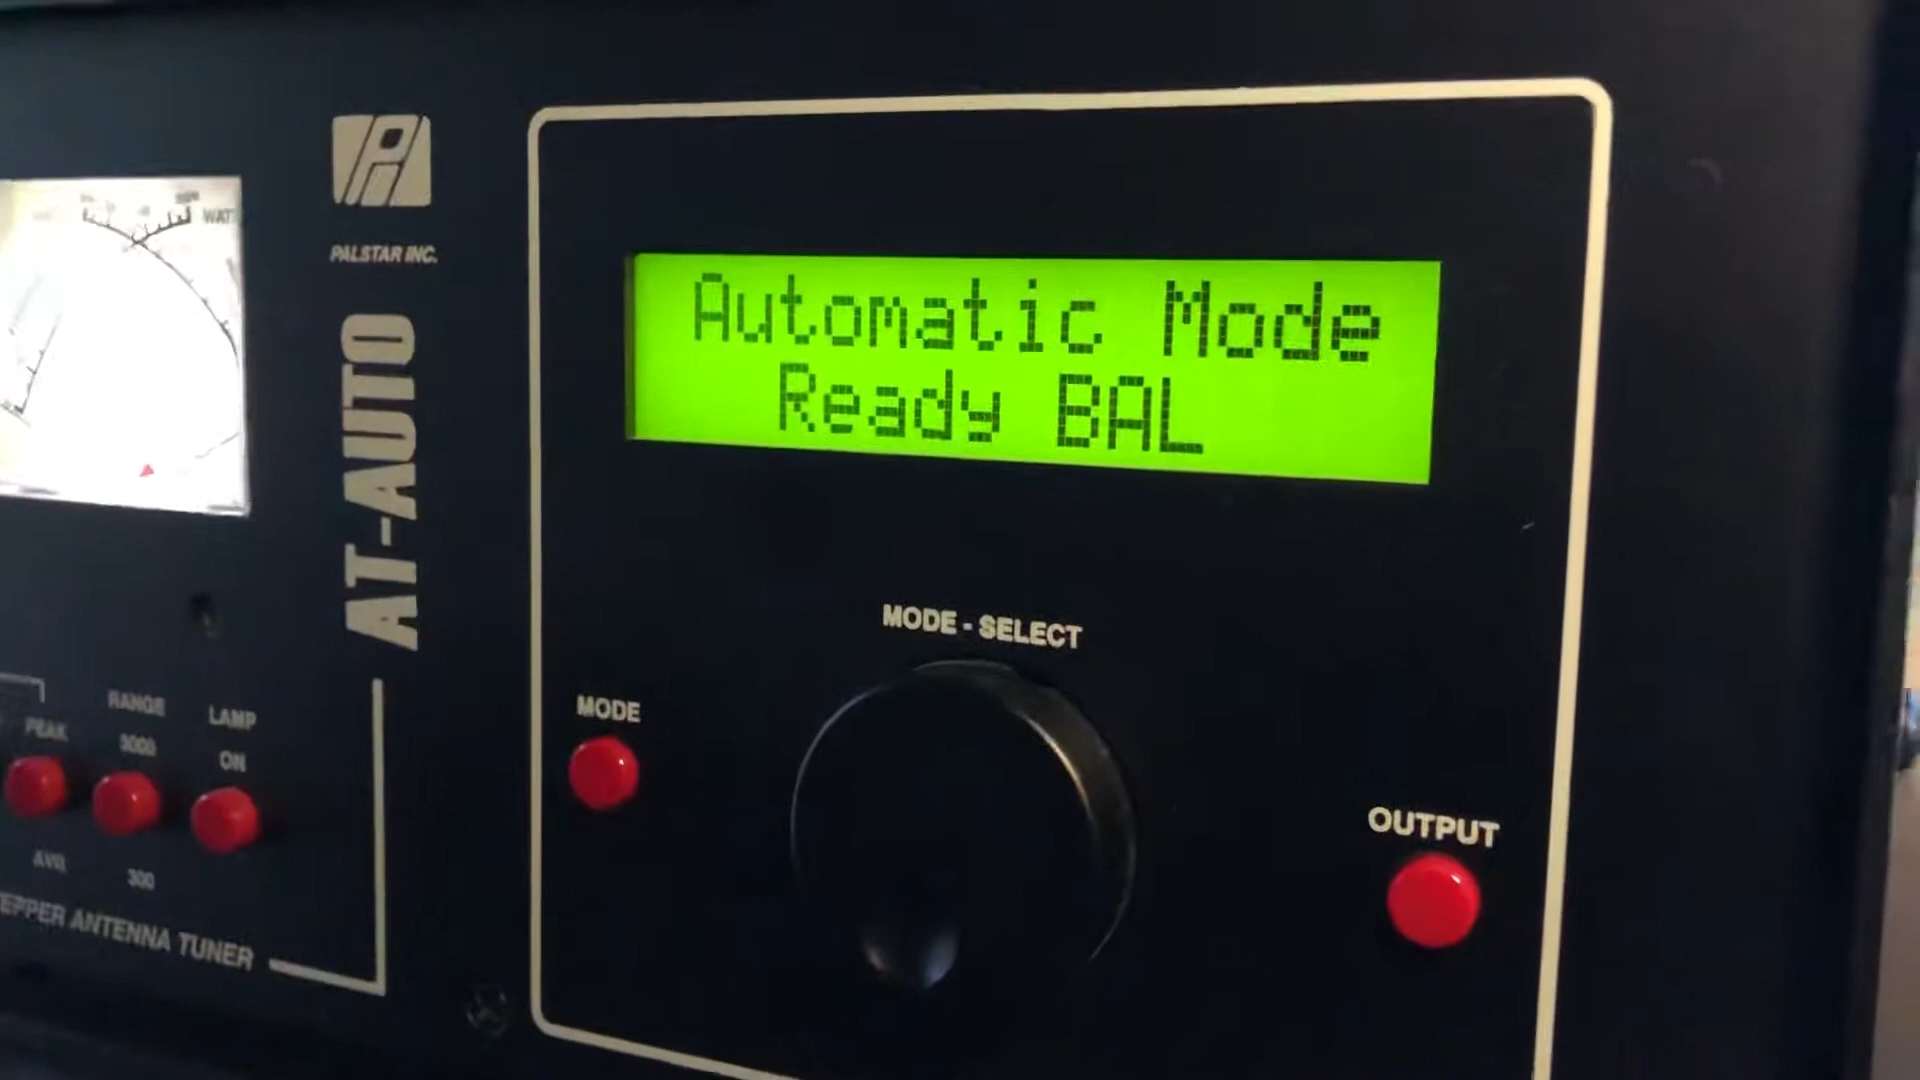 WATT
PALSTAR INC.
AT-AUTO
Automatic Mode
Ready BAL
MODE - SELECT
MODE
OUTPUT
RANGE
LAMP
PEAK
3000
ON
AVG
300
ANTENNA TUNER